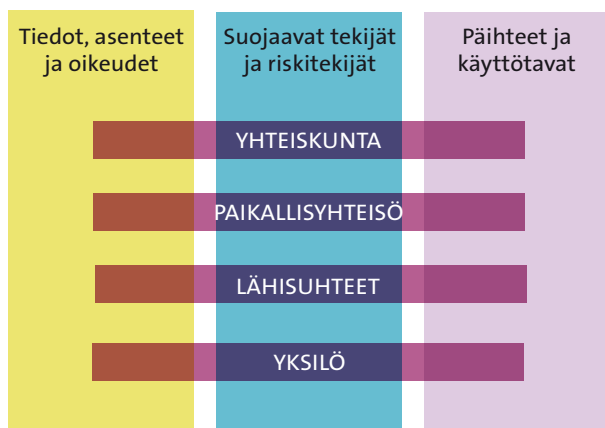 Tiedot, asenteet
ja oikeudet
Suojaavat tekijät
ja riskitekijät
Päihteet ja
käyttötavat
YHTEISKUNTA
PAIKALLISYHTEISÖ
LÄHISUHTEET
YKSILÖ